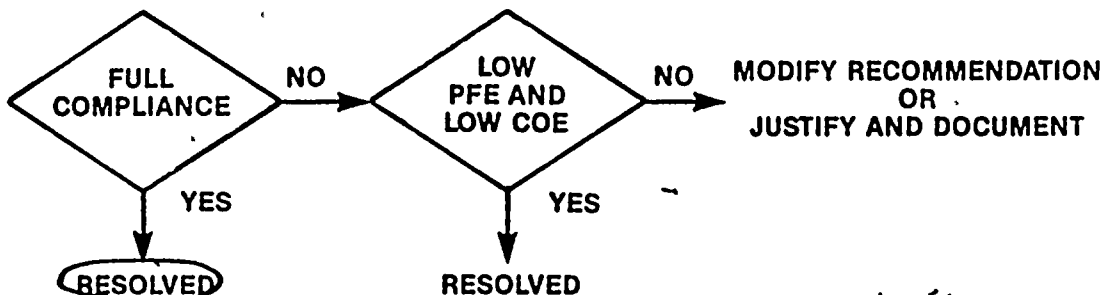 FULL
COMPLIANCE
NO
LOW
PFE AND
LOW COE
NO
MODIFY RECOMMENDATION
OR
JUSTIFY AND DOCUMENT
YES
YES
RESOLVED
RESOLVED